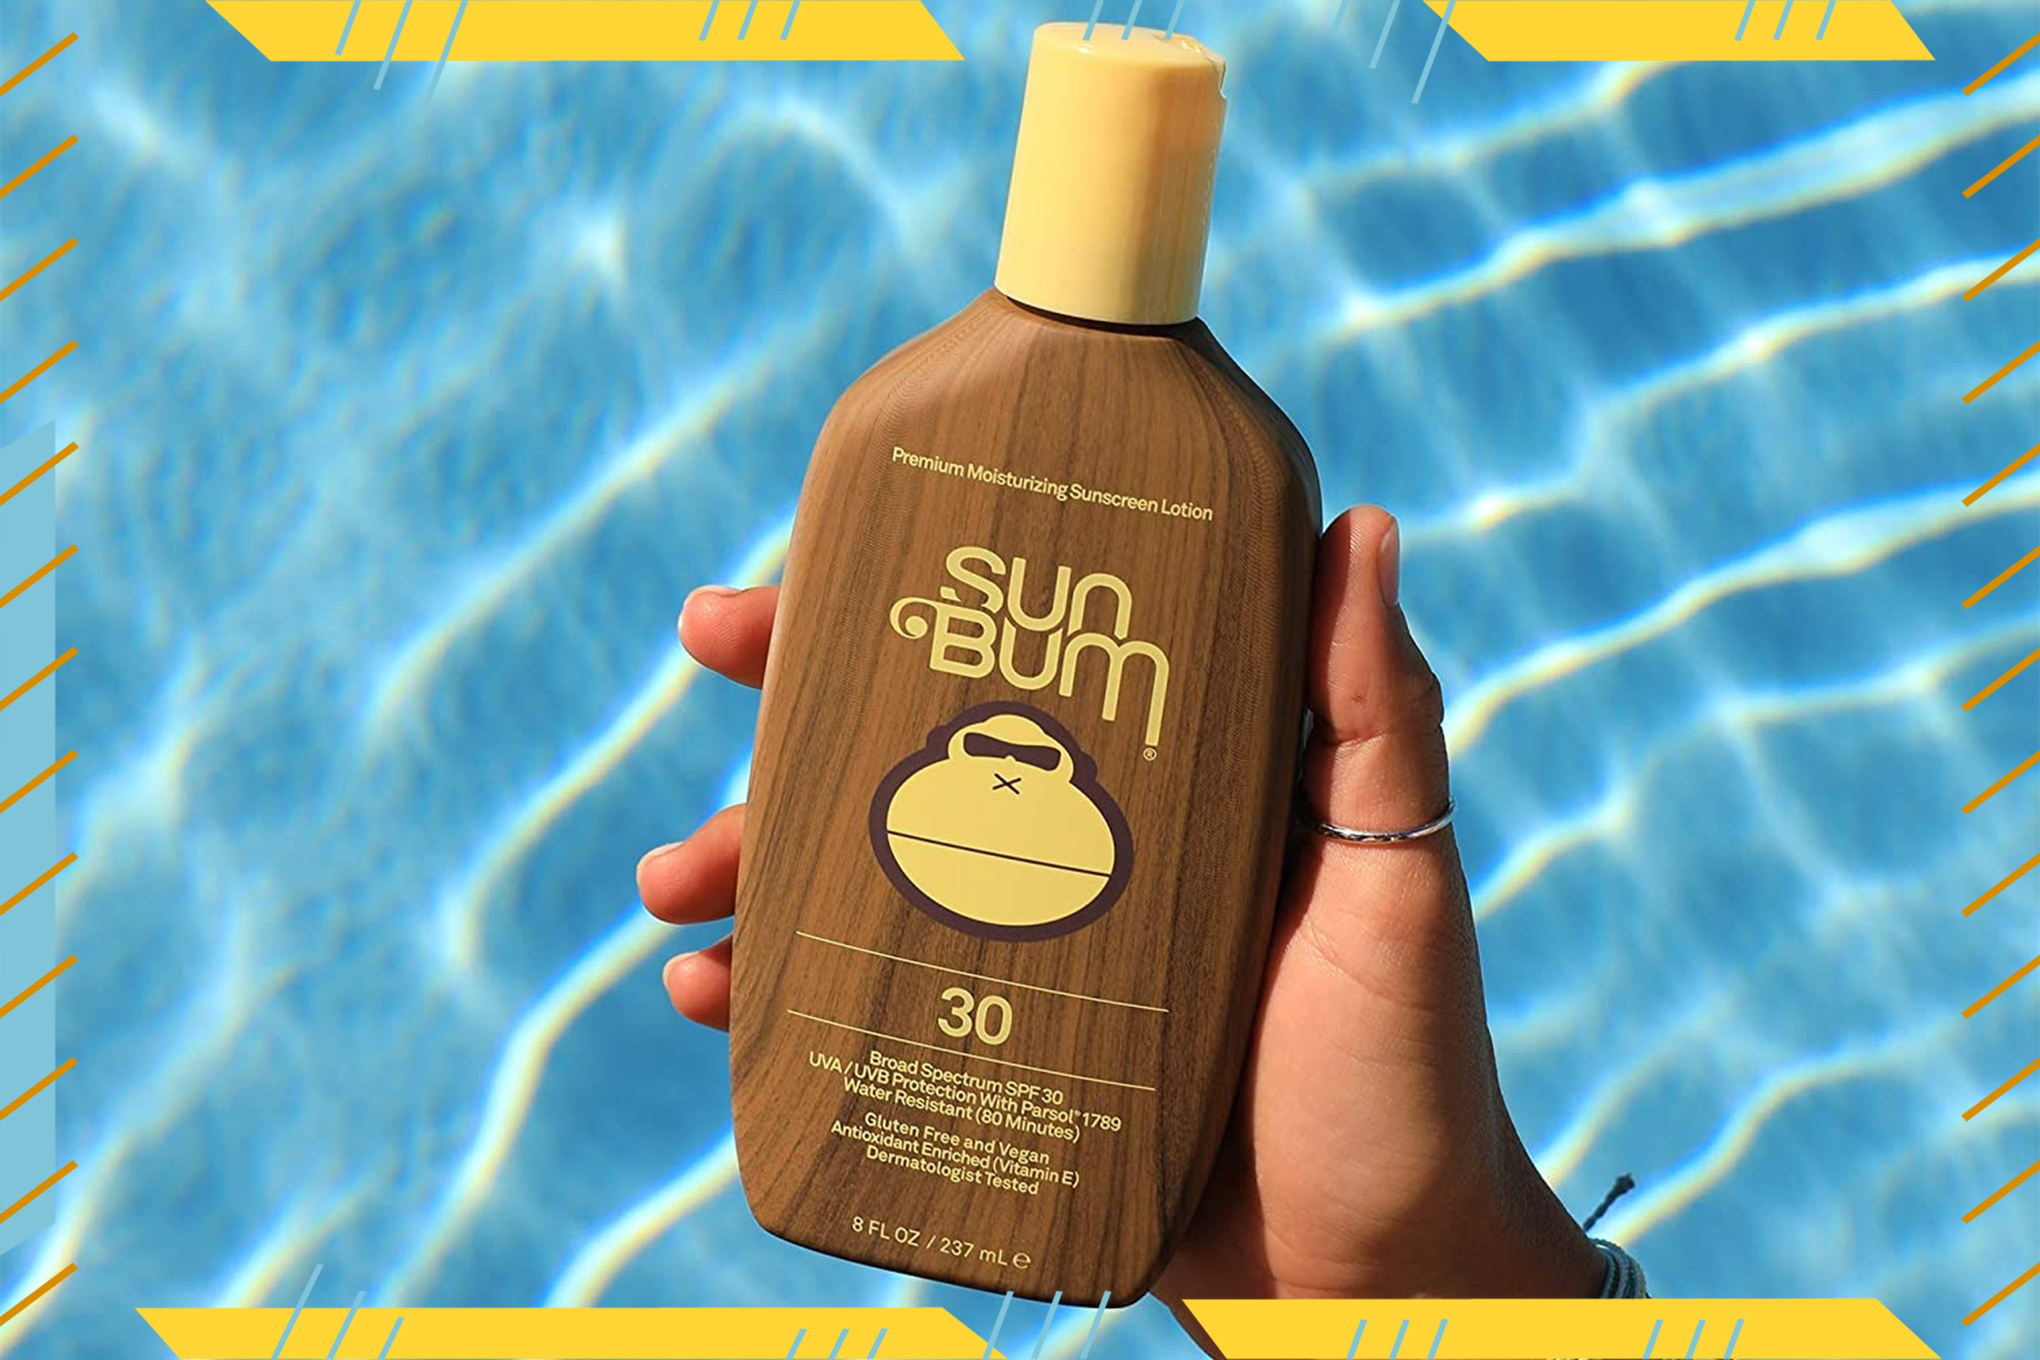 Premium Moisturizing Sunscreen Lotion
sun
Bum®
30
Broad Spectrum SPF 30
UVA / UVB Protection With Parsol® 1789
Water Resistant (80 Minutes)
Gluten Free and Vegan
Antioxidant Enriched (Vitamin E)
Dermatologist Tested
8 FL OZ / 237 mL ℮